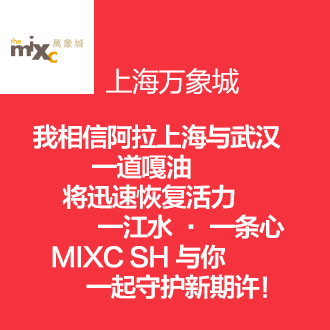 the
mixc 萬象城
上海万象城
我相信阿拉上海与武汉
一道嘎油
将迅速恢复活力
一江水 · 一条心
MIXC SH 与你
一起守护新期许!